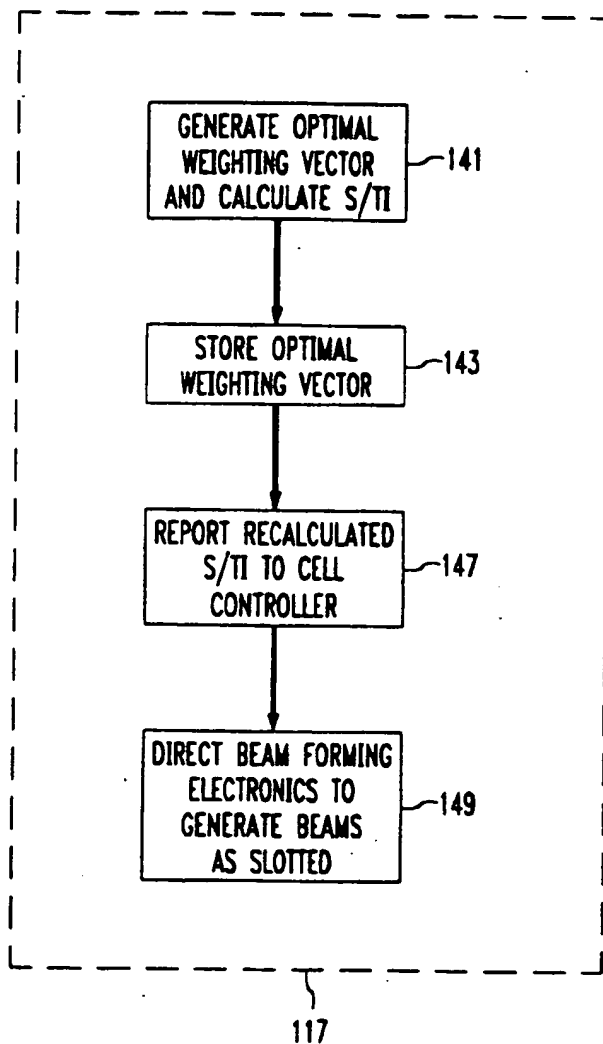 GENERATE OPTIMAL
WEIGHTING VECTOR
AND CALCULATE S/TI
141
STORE OPTIMAL
WEIGHTING VECTOR
143
REPORT RECALCULATED
S/TI TO CELL
CONTROLLER
147
DIRECT BEAM FORMING
ELECTRONICS TO
GENERATE BEAMS
AS SLOTTED
149
117